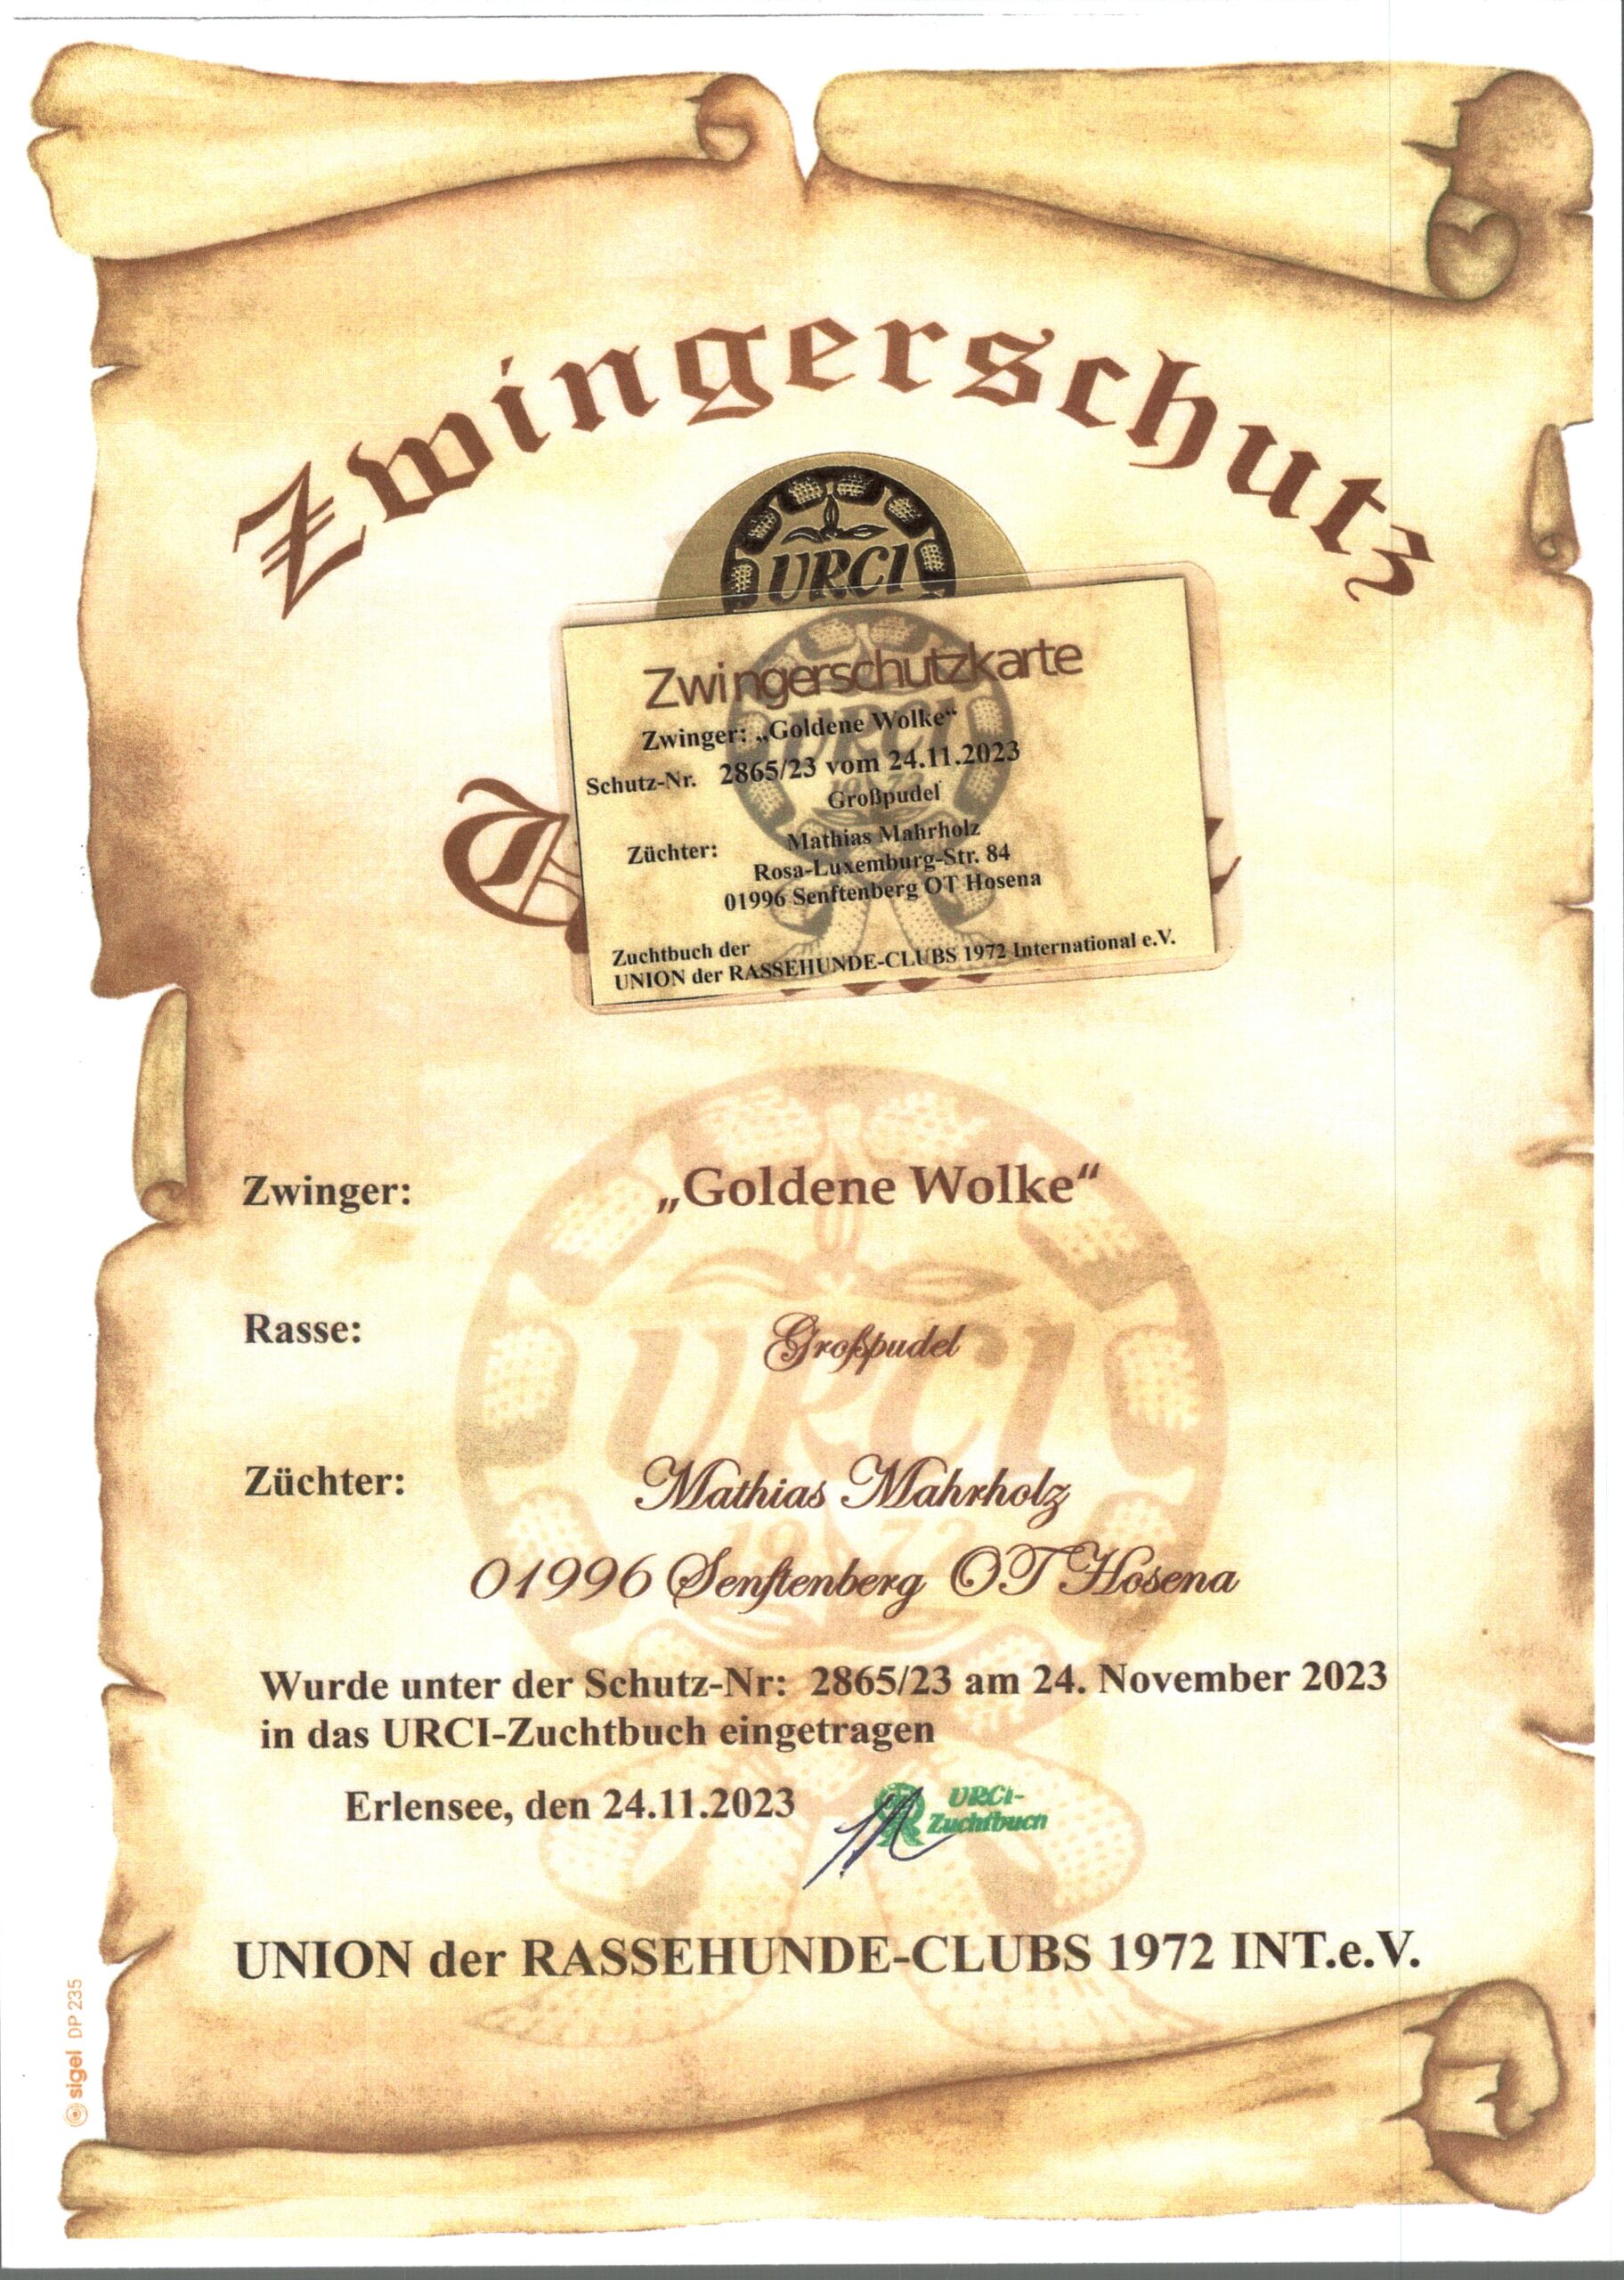 Zwingerschutz
URCI
Zwingerschutzkarte
Zwinger: „Goldene Wolke“
Schutz-Nr. 2865/23 vom 24.11.2023
Großpudel
Züchter: Mathias Mahrholz
Rosa-Luxemburg-Str. 84
01996 Senftenberg OT Hosena
Zuchtbuch der
UNION der RASSEHUNDE-CLUBS 1972 International e.V.
Zwinger: „Goldene Wolke“
Rasse: Großpudel
URCI
Züchter: Mathias Mahrholz
1972
01996 Senftenberg OT Hosena
Wurde unter der Schutz-Nr: 2865/23 am 24. November 2023
in das URCI-Zuchtbuch eingetragen
Erlensee, den 24.11.2023
URCI-
Zuchtbuch
UNION der RASSEHUNDE-CLUBS 1972 INT.e.V.
sigel DP 235